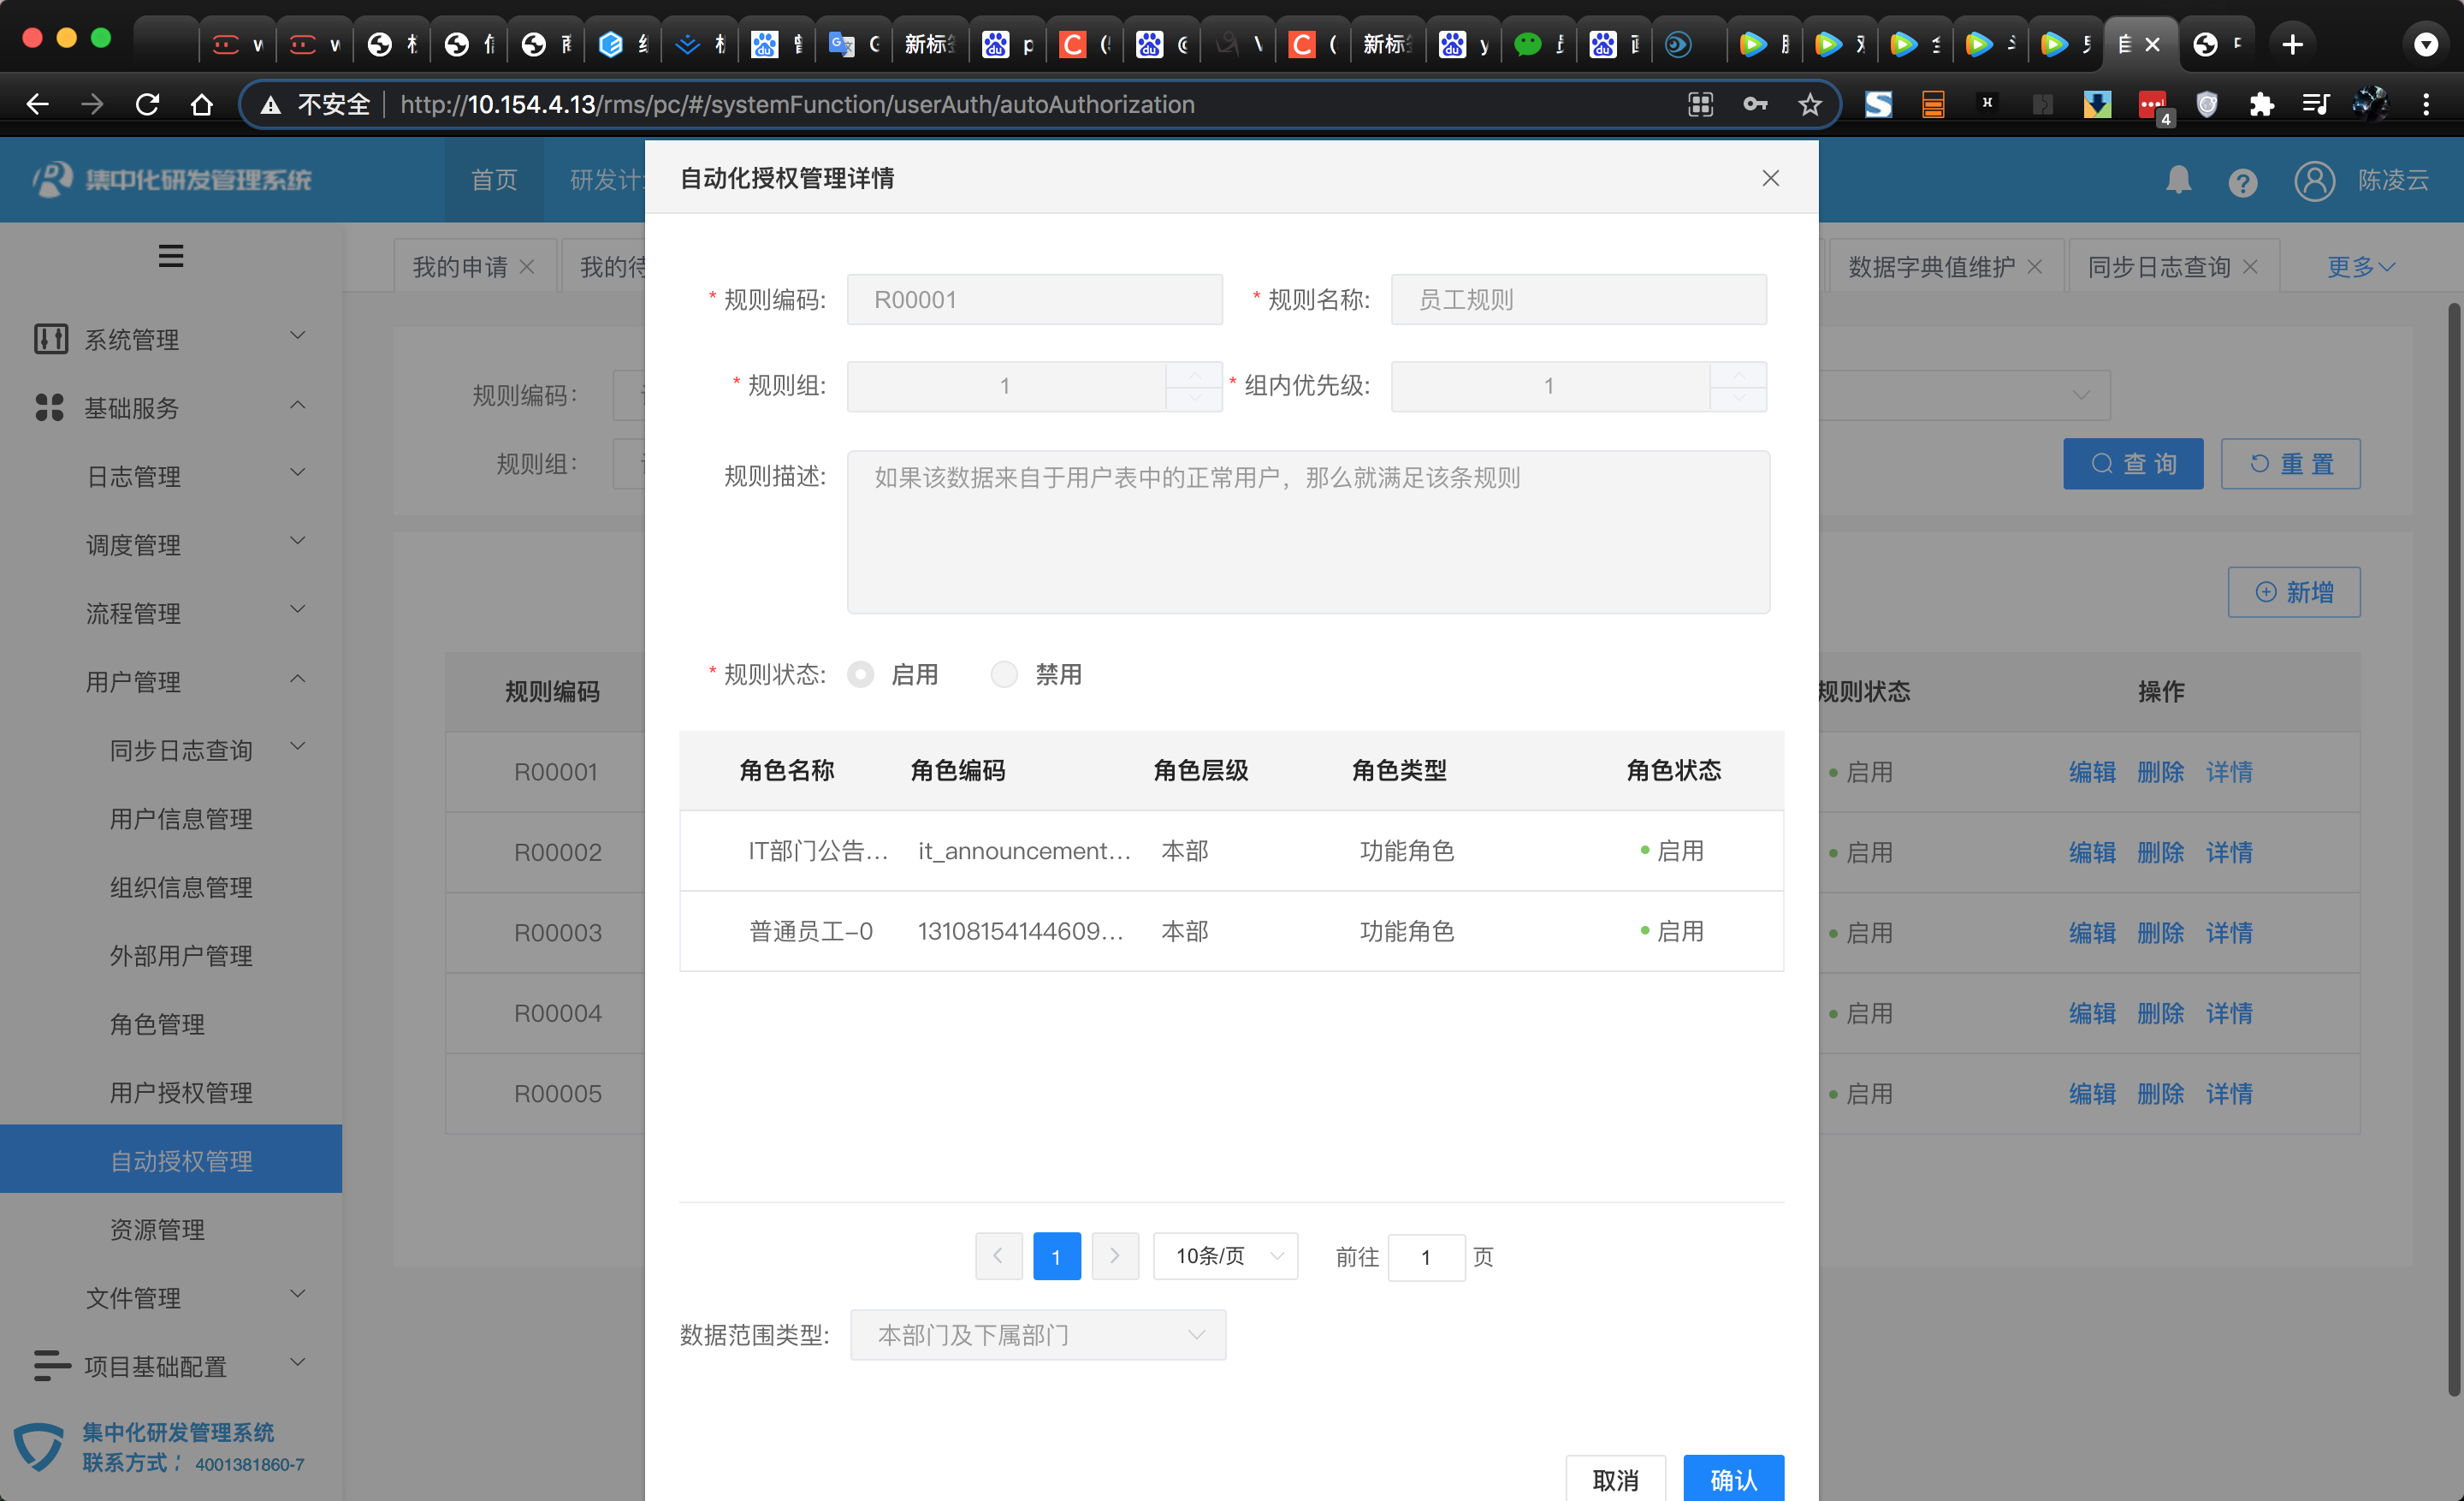 新标
新标
不安全 http://10.154.4.13/rms/pc/#/systemFunction/userAuth/autoAuthorization
4
集中化研发管理系统
首页
研发计
陈凌云
自动化授权管理详情
我的申请
我的待
数据字典值维护
同步日志查询
更多
系统管理
基础服务
日志管理
调度管理
流程管理
用户管理
同步日志查询
用户信息管理
组织信息管理
外部用户管理
角色管理
用户授权管理
自动授权管理
资源管理
文件管理
项目基础配置
集中化研发管理系统
联系方式: 4001381860-7
规则编码:
规则组:
查询
重置
新增
规则编码
规则状态
操作
R00001
启用
编辑 删除 详情
R00002
启用
编辑 删除 详情
R00003
启用
编辑 删除 详情
R00004
启用
编辑 删除 详情
R00005
启用
编辑 删除 详情
* 规则编码: R00001
* 规则名称: 员工规则
* 规则组: 1
* 组内优先级: 1
规则描述: 如果该数据来自于用户表中的正常用户，那么就满足该条规则
* 规则状态: 启用 禁用
角色名称 角色编码 角色层级 角色类型 角色状态
IT部门公告... it_announcement... 本部 功能角色 启用
普通员工-0 13108154144609... 本部 功能角色 启用
1 10条/页 前往 1 页
数据范围类型: 本部门及下属部门
取消 确认